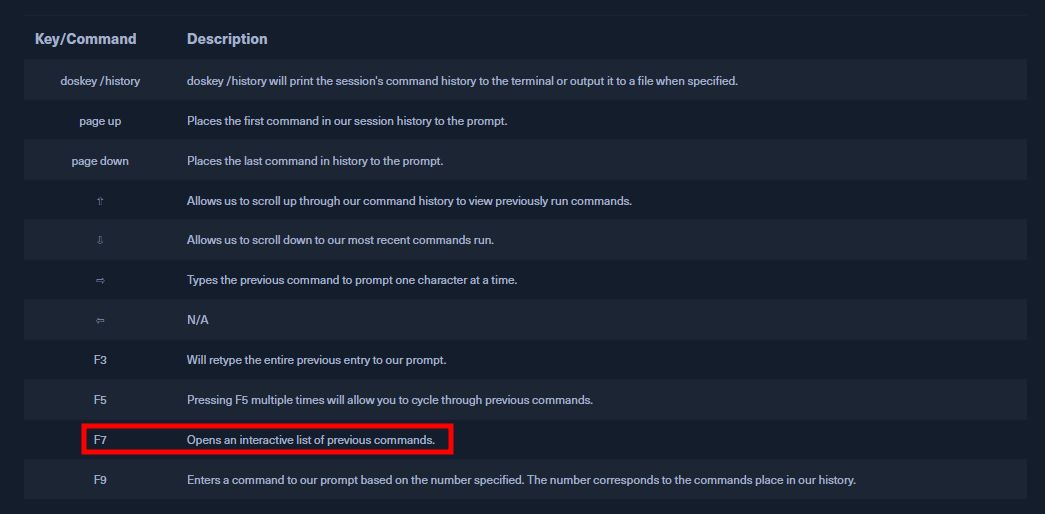 Key/Command Description
doskey /history doskey /history will print the session's command history to the terminal or output it to a file when specified.
page up Places the first command in our session history to the prompt.
page down Places the last command in history to the prompt.
⇧ Allows us to scroll up through our command history to view previously run commands.
⇩ Allows us to scroll down to our most recent commands run.
⇨ Types the previous command to prompt one character at a time.
⇦ N/A
F3 Will retype the entire previous entry to our prompt.
F5 Pressing F5 multiple times will allow you to cycle through previous commands.
F7 Opens an interactive list of previous commands.
F9 Enters a command to our prompt based on the number specified. The number corresponds to the commands place in our history.